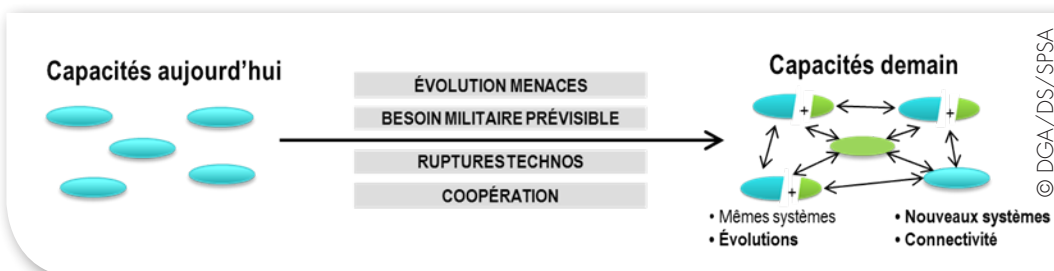 Capacités aujourd'hui
ÉVOLUTION MENACES
BESOIN MILITAIRE PRÉVISIBLE
RUPTURES TECHNOS
COOPÉRATION
Capacités demain
+
+
+
• Mêmes systèmes
• Évolutions
• Nouveaux systèmes
• Connectivité
© DGA/DS/SPSA